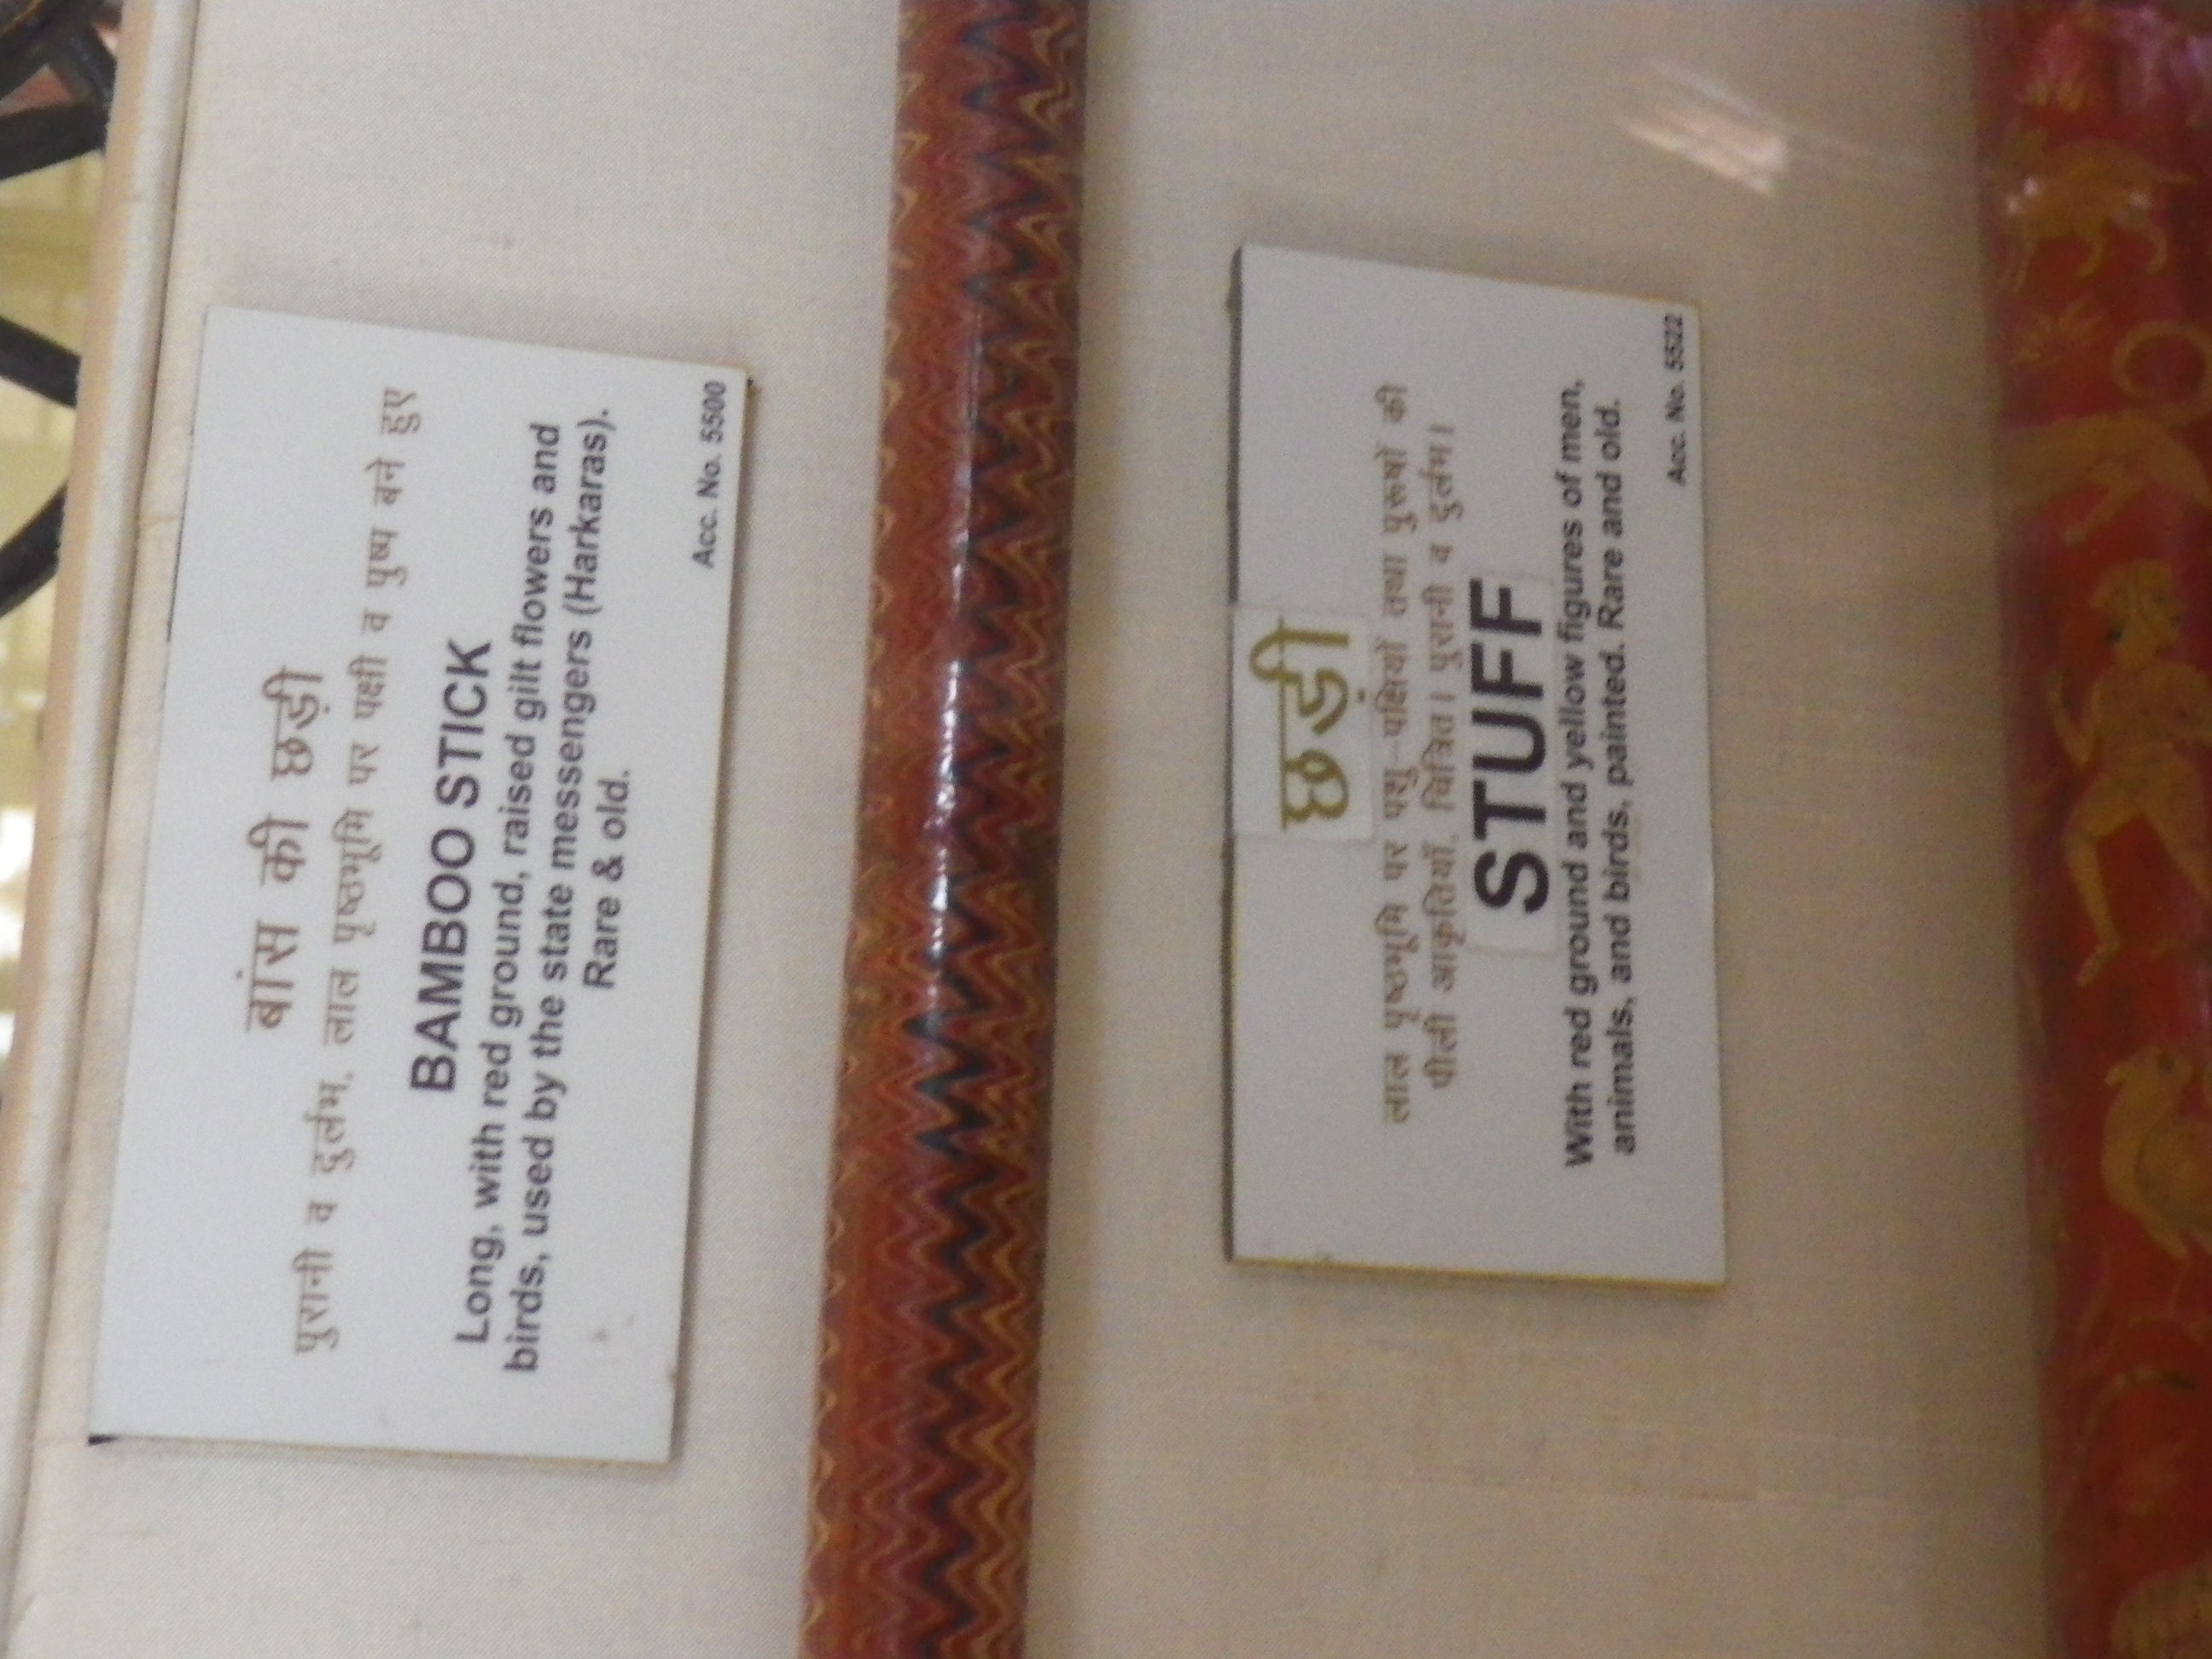 बांस की छड़ी
पुरानी व दुर्लभ, लाल पृष्ठभूमि पर पक्षी व पुष्प बने हुए
BAMBOO STICK
Long, with red ground, raised gilt flowers and
birds, used by the state messengers (Harkaras).
Rare & old.
Acc. No. 5500
छड़ी
लाल पृष्ठभूमि पर पशु-पक्षियों तथा पुरूषों की
पीली आकृतियाँ, चित्रित। पुरानी व दुर्लभ।
STUFF
With red ground and yellow figures of men,
animals, and birds, painted. Rare and old.
Acc. No. 5522